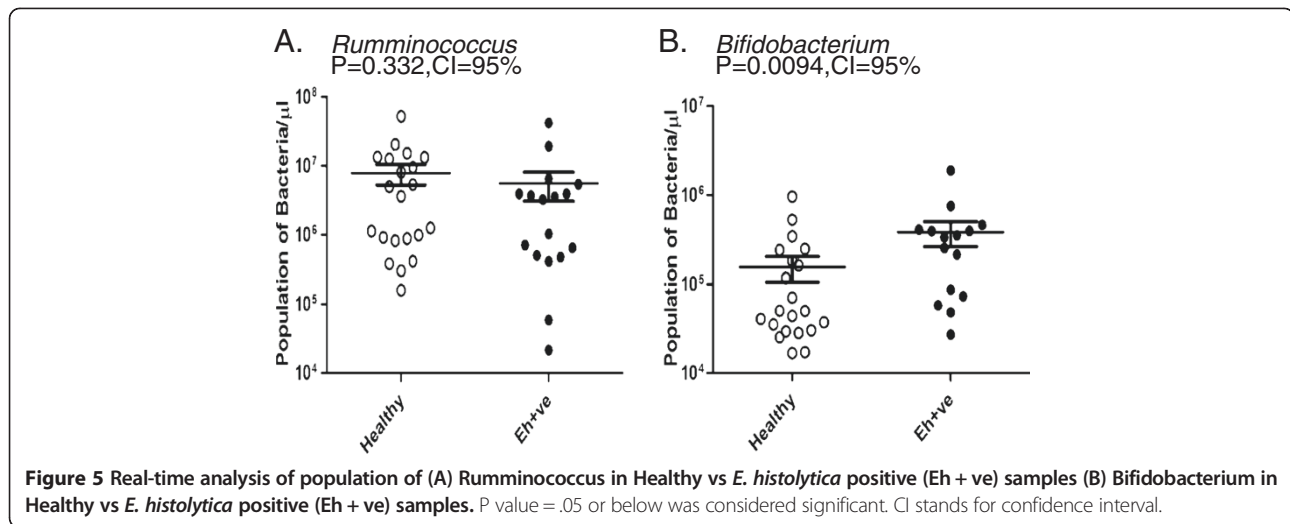 A. Rumminococcus
P=0.332,CI=95%
Population of Bacteria/µl
10⁸
10⁷
10⁶
10⁵
10⁴
Healthy
Eh+ve
B. Bifidobacterium
P=0.0094,CI=95%
Population of Bacteria/µl
10⁷
10⁶
10⁵
10⁴
Healthy
Eh+ve
Figure 5 Real-time analysis of population of (A) Rumminococcus in Healthy vs E. histolytica positive (Eh + ve) samples (B) Bifidobacterium in
Healthy vs E. histolytica positive (Eh + ve) samples. P value = .05 or below was considered significant. CI stands for confidence interval.